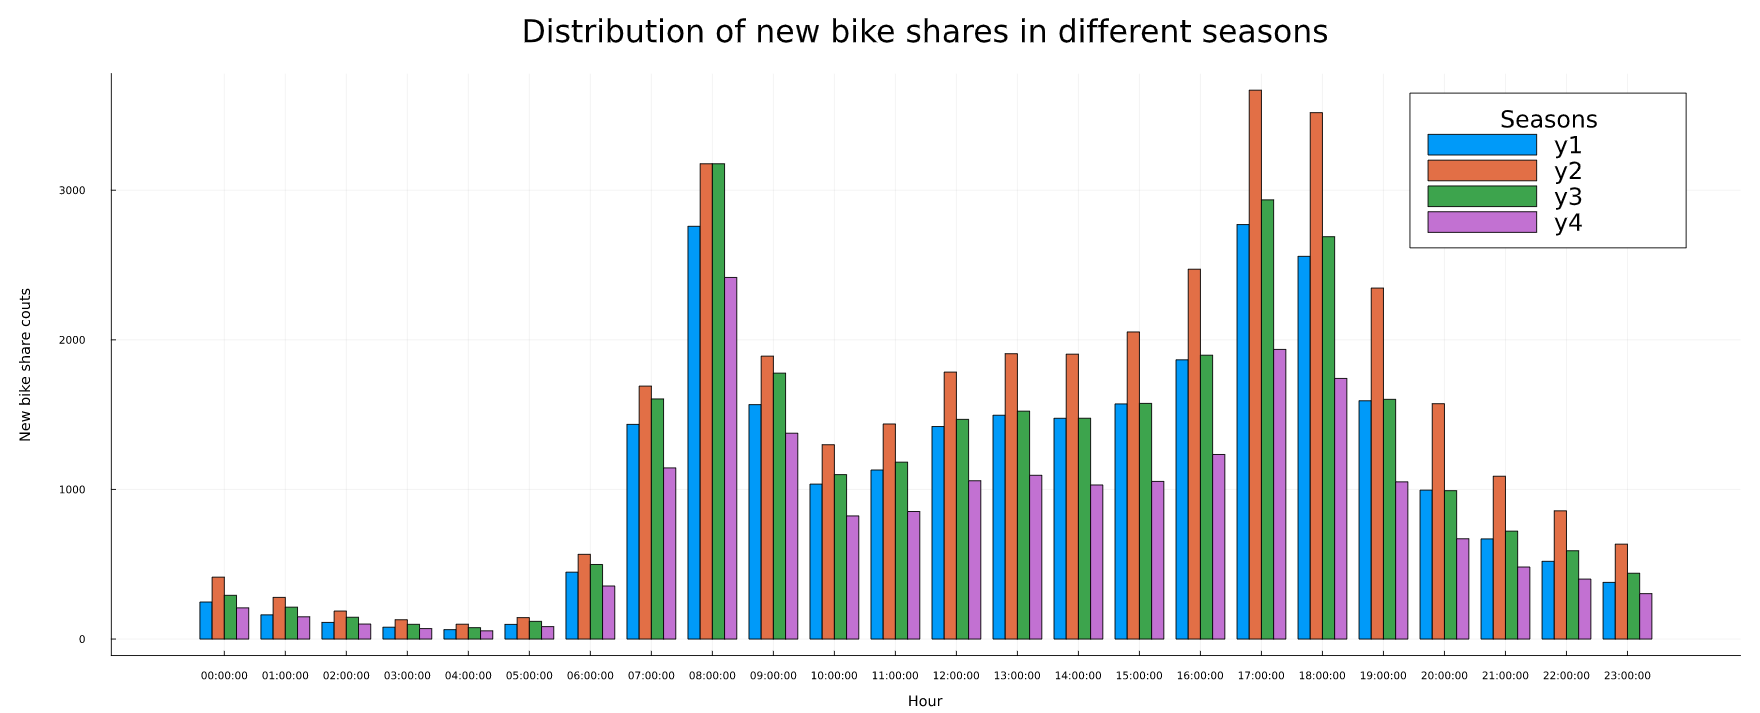 Distribution of new bike shares in different seasons
Seasons
y1
y2
y3
y4
3000
2000
1000
0
New bike share couts
00:00:00 01:00:00 02:00:00 03:00:00 04:00:00 05:00:00 06:00:00 07:00:00 08:00:00 09:00:00 10:00:00 11:00:00 12:00:00 13:00:00 14:00:00 15:00:00 16:00:00 17:00:00 18:00:00 19:00:00 20:00:00 21:00:00 22:00:00 23:00:00
Hour